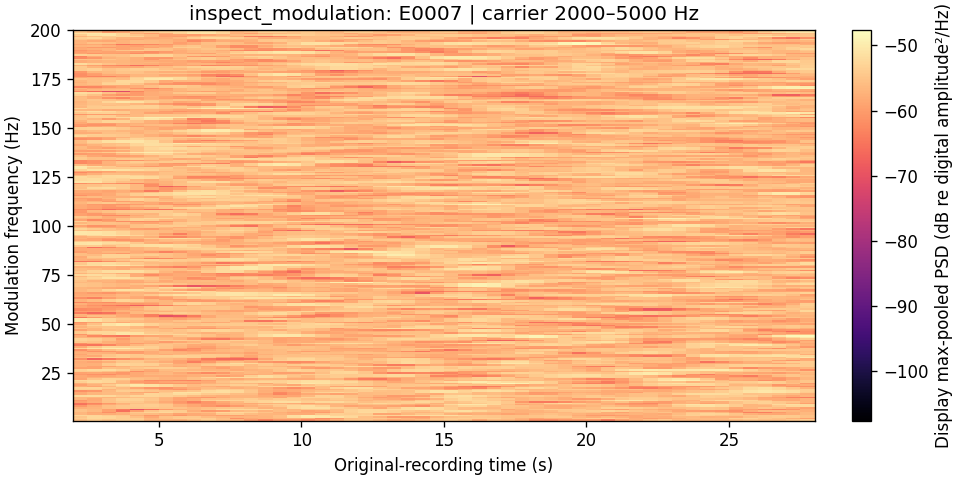 inspect_modulation: E0007 | carrier 2000–5000 Hz
200
175
150
125
100
75
50
25
Modulation frequency (Hz)
5 10 15 20 25
Original-recording time (s)
−50
−60
−70
−80
−90
−100
Display max-pooled PSD (dB re digital amplitude²/Hz)